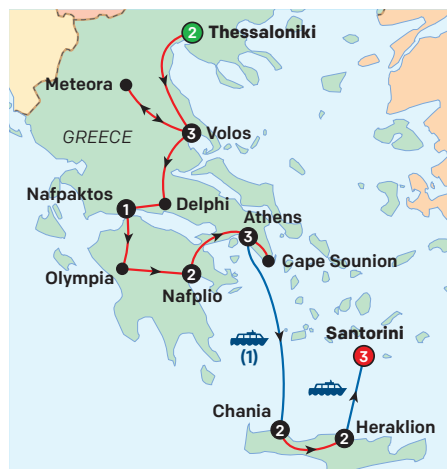 2 Thessaloniki
Meteora
GREECE
3 Volos
Nafpaktos
1
Delphi
Athens
3
Cape Sounion
Olympia
2
Nafplio
(1)
Santorini
3
Chania
2
Heraklion
2